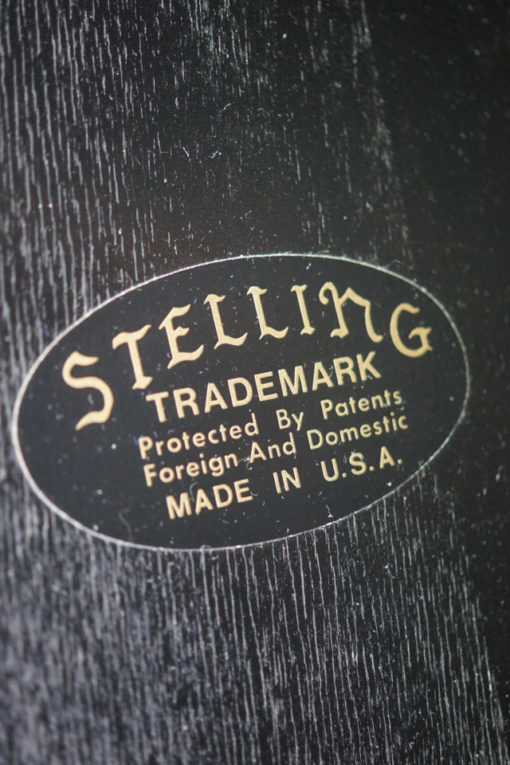 STELLING
TRADEMARK
Protected By Patents
Foreign And Domestic
MADE IN U.S.A.